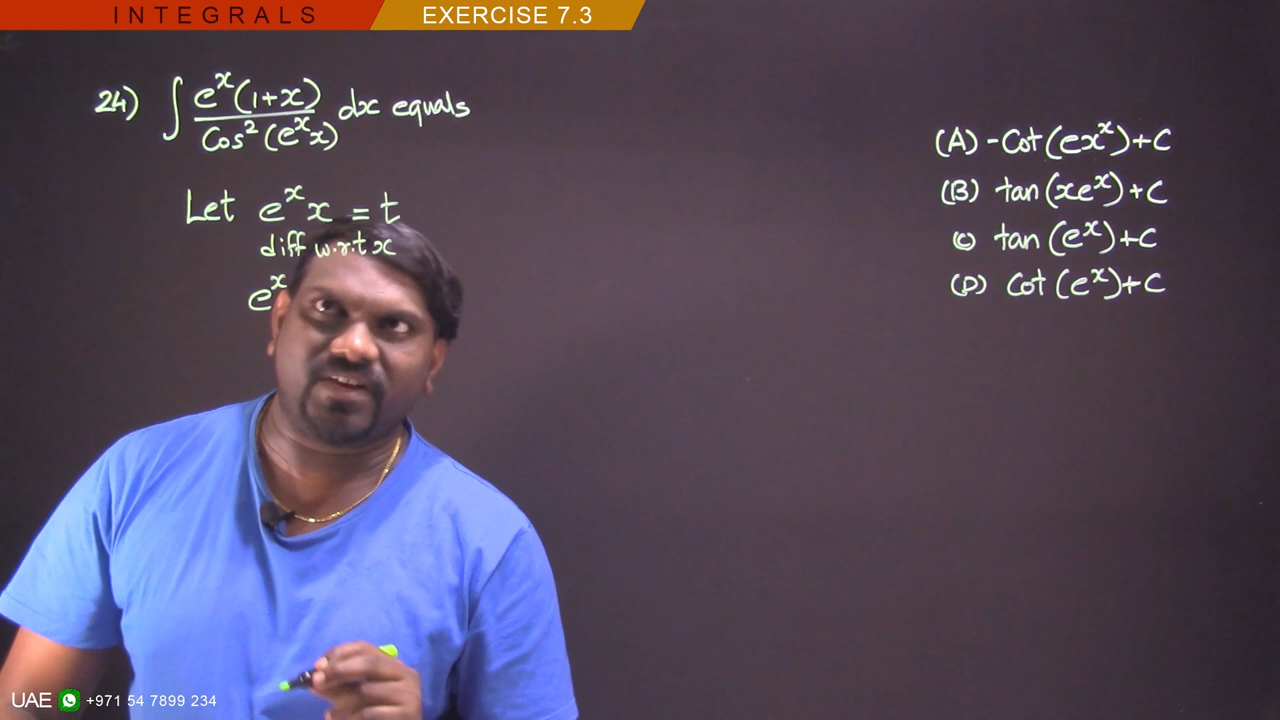 INTEGRALS EXERCISE 7.3
24) ∫ eˣ(1+x) / Cos²(eˣx) dx equals
(A) -Cot(exˣ)+C
(B) tan(xeˣ)+C
(C) tan(eˣ)+C
(D) Cot(eˣ)+C
Let eˣx = t
diff w.r.t x
eˣ
UAE +971 54 7899 234